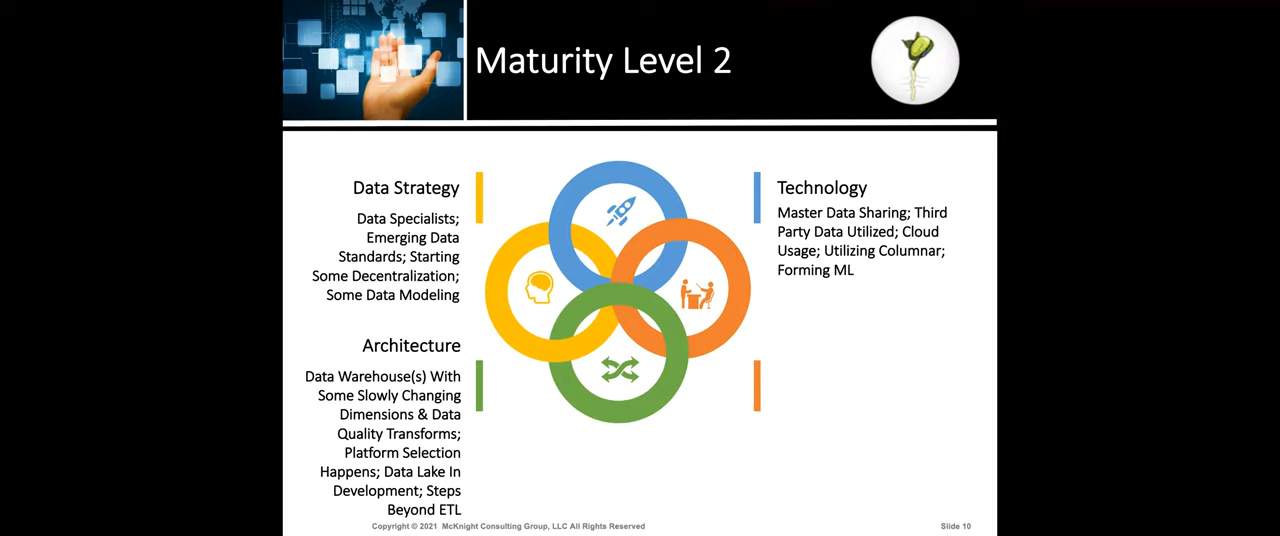 Maturity Level 2
Data Strategy
Data Specialists;
Emerging Data
Standards; Starting
Some Decentralization;
Some Data Modeling
Technology
Master Data Sharing; Third
Party Data Utilized; Cloud
Usage; Utilizing Columnar;
Forming ML
Architecture
Data Warehouse(s) With
Some Slowly Changing
Dimensions & Data
Quality Transforms;
Platform Selection
Happens; Data Lake In
Development; Steps
Beyond ETL
Copyright © 2021 McKnight Consulting Group, LLC All Rights Reserved
Slide 10